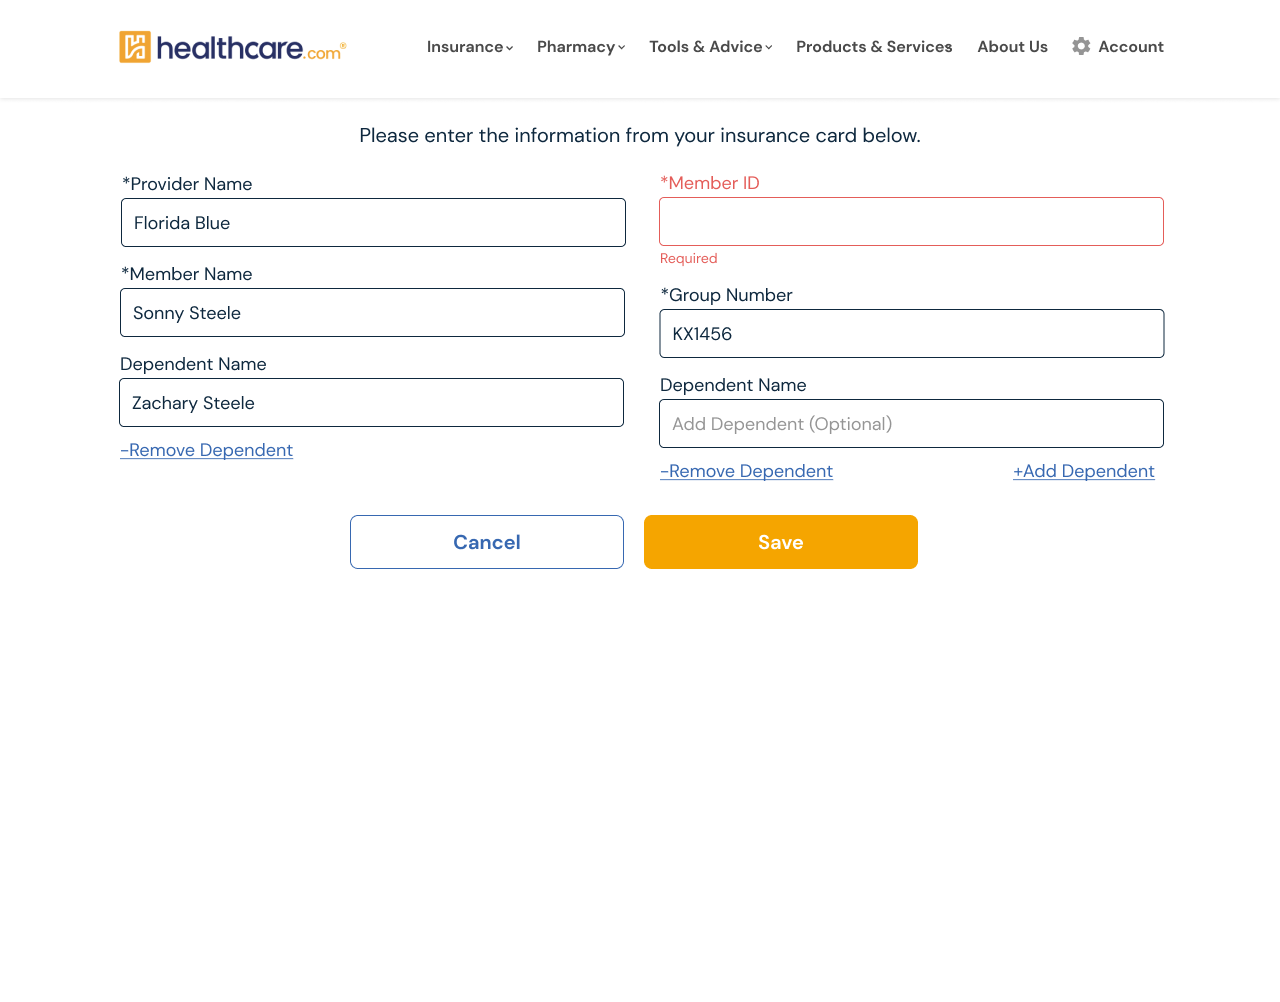 healthcare.com®
Insurance Pharmacy Tools & Advice Products & Services About Us Account
Please enter the information from your insurance card below.
*Provider Name
Florida Blue
*Member Name
Sonny Steele
Dependent Name
Zachary Steele
-Remove Dependent
*Member ID
Required
*Group Number
KX1456
Dependent Name
Add Dependent (Optional)
-Remove Dependent +Add Dependent
Cancel Save